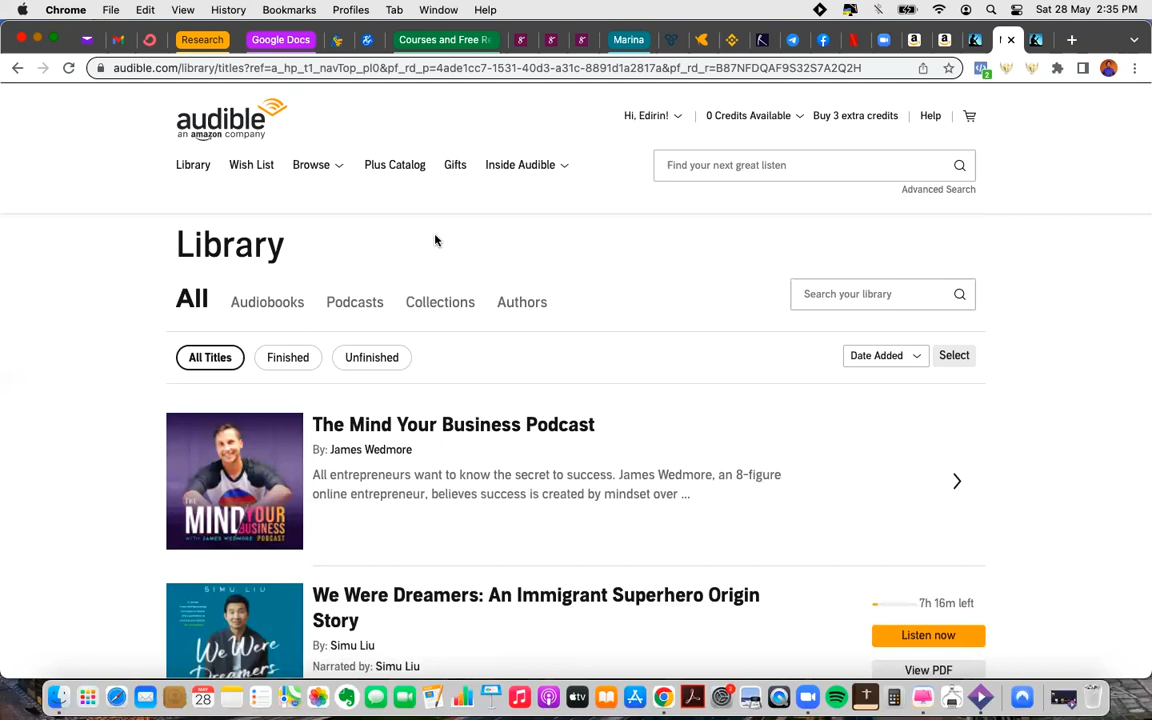 Chrome File Edit View History Bookmarks Profiles Tab Window Help Sat 28 May 2:35 PM
Research Google Docs Courses and Free Re Marina
audible.com/library/titles?ref=a_hp_t1_navTop_pl0&pf_rd_p=4ade1cc7-1531-40d3-a31c-8891d1a2817a&pf_rd_r=B87NFDQAF9S32S7A2Q2H
audible
an amazon company
Hi, Edirin! 0 Credits Available Buy 3 extra credits Help
Library Wish List Browse Plus Catalog Gifts Inside Audible
Find your next great listen
Advanced Search
Library
All Audiobooks Podcasts Collections Authors
Search your library
All Titles Finished Unfinished
Date Added Select
The Mind Your Business Podcast
By: James Wedmore
All entrepreneurs want to know the secret to success. James Wedmore, an 8-figure
online entrepreneur, believes success is created by mindset over ...
THE
MIND YOUR
BUSINESS
WITH JAMES WEDMORE PODCAST
We Were Dreamers: An Immigrant Superhero Origin
Story
By: Simu Liu
Narrated by: Simu Liu
7h 16m left
Listen now
View PDF
SIMU LIU
We Were
Dreamers